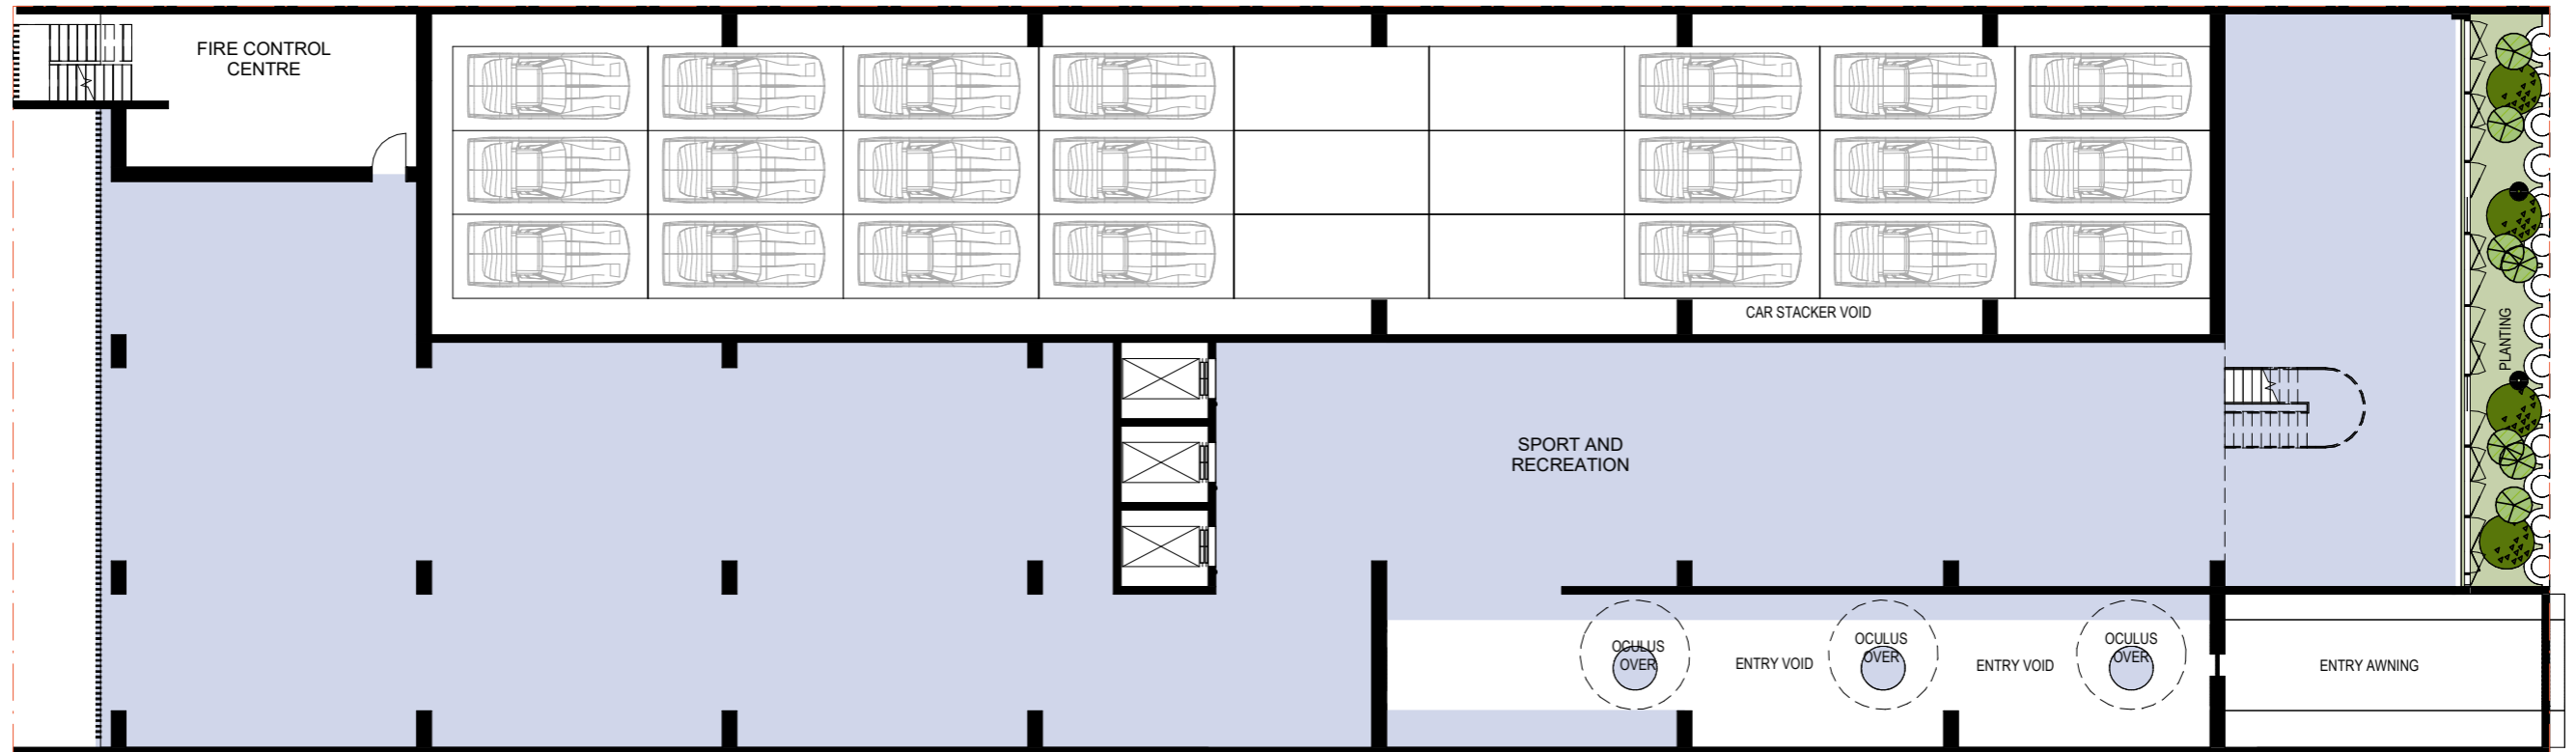 FIRE CONTROL
CENTRE
CAR STACKER VOID
PLANTING
SPORT AND
RECREATION
OCULUS
OVER
ENTRY VOID
OCULUS
OVER
ENTRY VOID
OCULUS
OVER
ENTRY AWNING